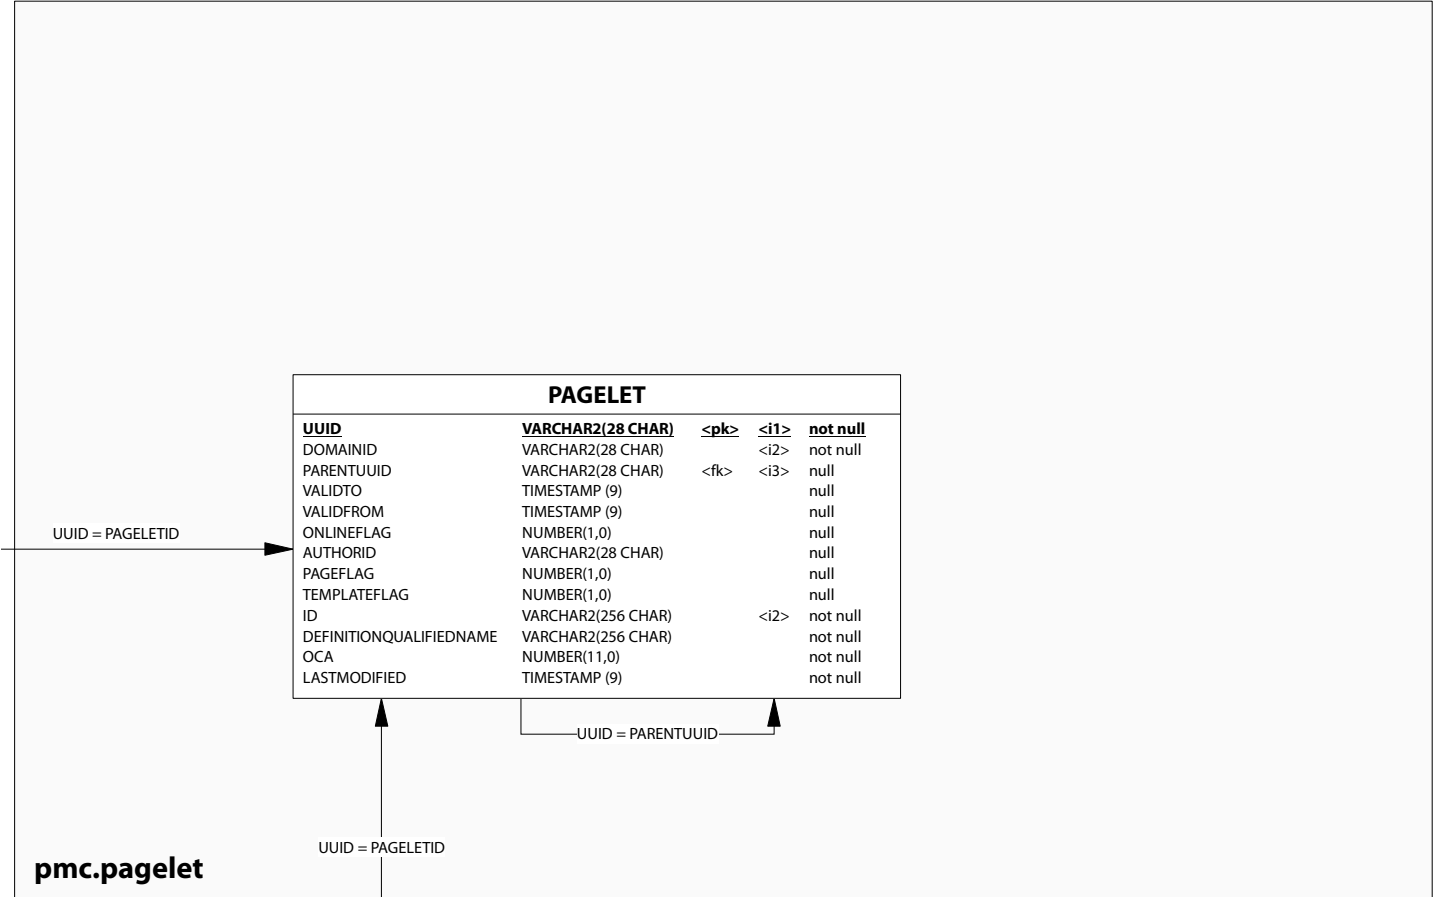 PAGELET
UUID VARCHAR2(28 CHAR) <pk> <i1> not null
DOMAINID VARCHAR2(28 CHAR) <i2> not null
PARENTUUID VARCHAR2(28 CHAR) <fk> <i3> null
VALIDTO TIMESTAMP (9) null
VALIDFROM TIMESTAMP (9) null
ONLINEFLAG NUMBER(1,0) null
AUTHORID VARCHAR2(28 CHAR) null
PAGEFLAG NUMBER(1,0) null
TEMPLATEFLAG NUMBER(1,0) null
ID VARCHAR2(256 CHAR) <i2> not null
DEFINITIONQUALIFIEDNAME VARCHAR2(256 CHAR) not null
OCA NUMBER(11,0) not null
LASTMODIFIED TIMESTAMP (9) not null
UUID = PAGELETID
UUID = PARENTUUID
UUID = PAGELETID
pmc.pagelet